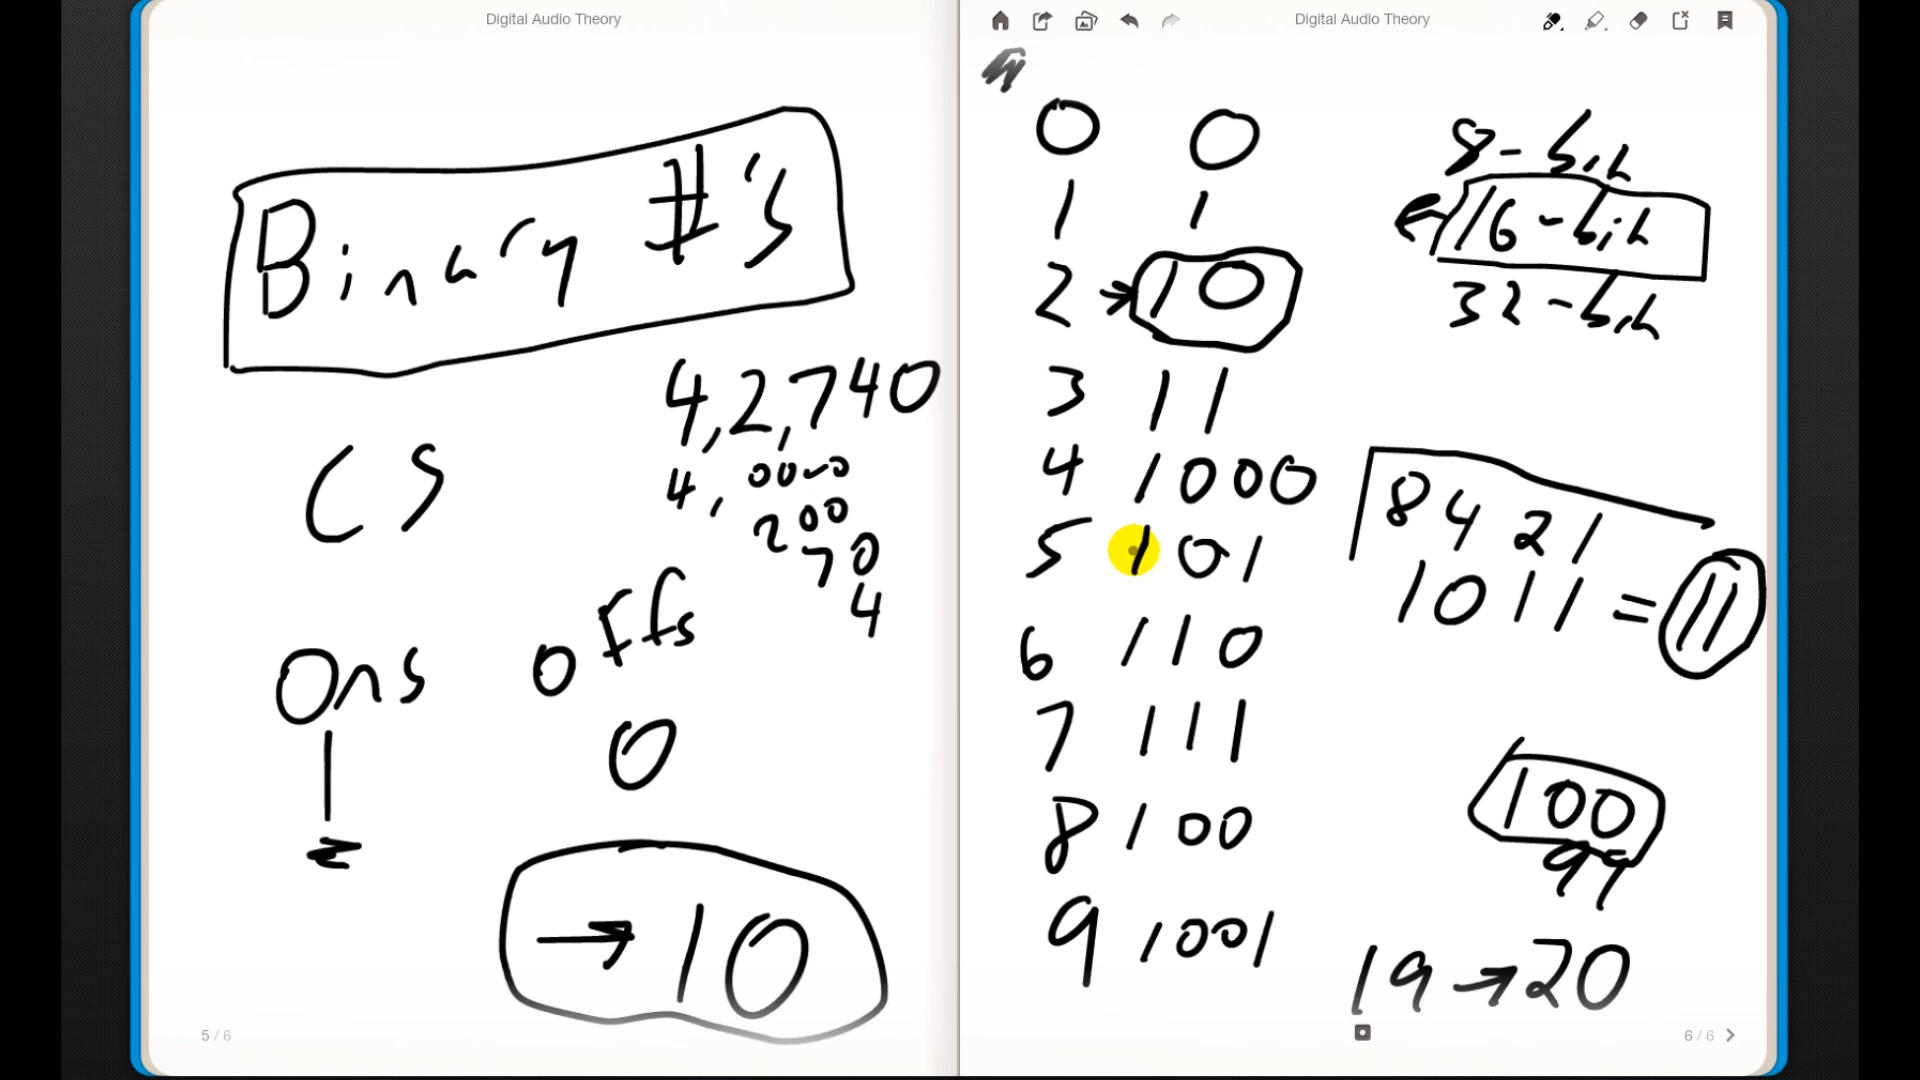 Digital Audio Theory
Binary #'s
4,2,740
4,0000
200
70
4
CS
Ons offs
1 0
→ 10
5 / 6
Digital Audio Theory
0 0
1 1
2 → 10
3 11
4 1000
5 101
6 110
7 111
8 100
9 1001
8-bit
16-bit
32-bit
8 4 2 1
1011 = 11
100
99
19 → 20
6 / 6